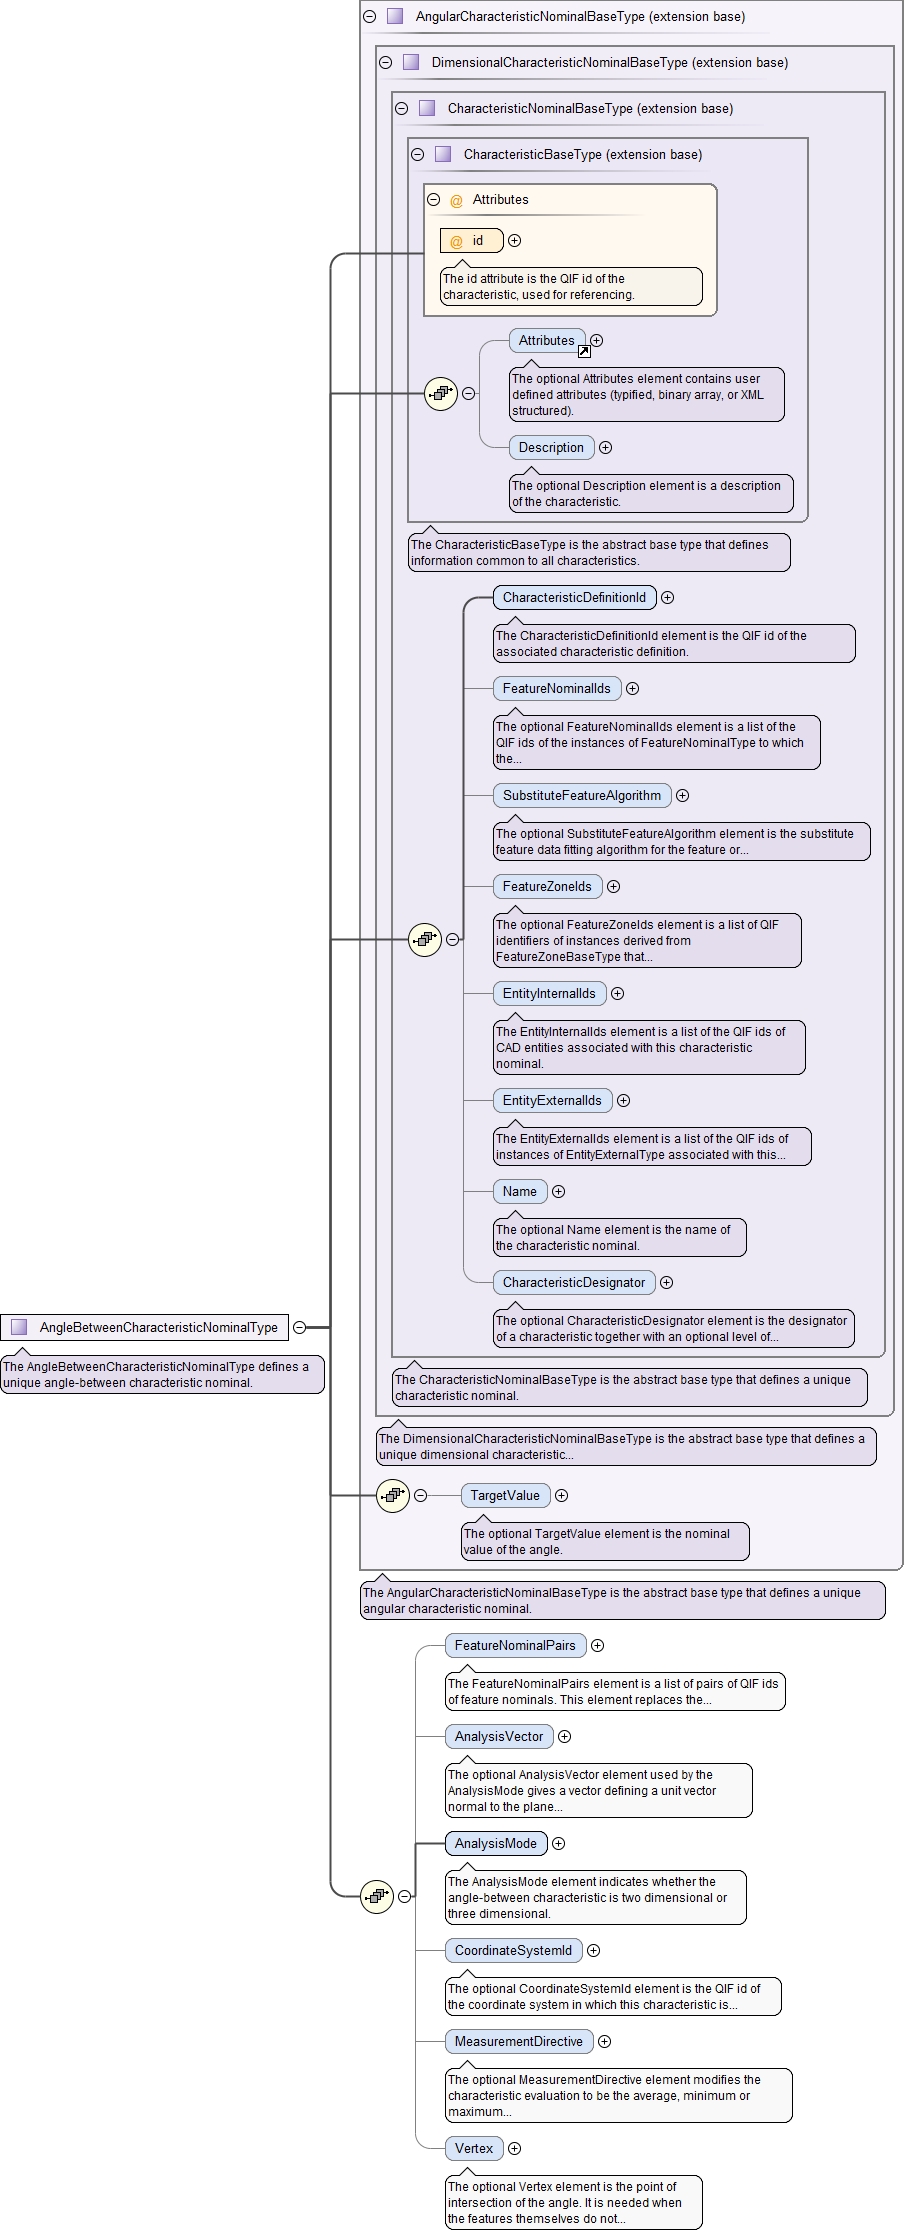 AngularCharacteristicNominalBaseType (extension base)
DimensionalCharacteristicNominalBaseType (extension base)
CharacteristicNominalBaseType (extension base)
CharacteristicBaseType (extension base)
@ Attributes
@ id
The id attribute is the QIF id of the
characteristic, used for referencing.
Attributes
The optional Attributes element contains user
defined attributes (typified, binary array, or XML
structured).
Description
The optional Description element is a description
of the characteristic.
The CharacteristicBaseType is the abstract base type that defines
information common to all characteristics.
CharacteristicDefinitionId
The CharacteristicDefinitionId element is the QIF id of the
associated characteristic definition.
FeatureNominalIds
The optional FeatureNominalIds element is a list of the
QIF ids of the instances of FeatureNominalType to which
the...
SubstituteFeatureAlgorithm
The optional SubstituteFeatureAlgorithm element is the substitute
feature data fitting algorithm for the feature or...
FeatureZoneIds
The optional FeatureZoneIds element is a list of QIF
identifiers of instances derived from
FeatureZoneBaseType that...
EntityInternalIds
The EntityInternalIds element is a list of the QIF ids of
CAD entities associated with this characteristic
nominal.
EntityExternalIds
The EntityExternalIds element is a list of the QIF ids of
instances of EntityExternalType associated with this...
Name
The optional Name element is the name of
the characteristic nominal.
CharacteristicDesignator
The optional CharacteristicDesignator element is the designator
of a characteristic together with an optional level of...
AngleBetweenCharacteristicNominalType
The AngleBetweenCharacteristicNominalType defines a
unique angle-between characteristic nominal.
The CharacteristicNominalBaseType is the abstract base type that defines a unique
characteristic nominal.
The DimensionalCharacteristicNominalBaseType is the abstract base type that defines a
unique dimensional characteristic...
TargetValue
The optional TargetValue element is the nominal
value of the angle.
The AngularCharacteristicNominalBaseType is the abstract base type that defines a unique
angular characteristic nominal.
FeatureNominalPairs
The FeatureNominalPairs element is a list of pairs of QIF ids
of feature nominals. This element replaces the...
AnalysisVector
The optional AnalysisVector element used by the
AnalysisMode gives a vector defining a unit vector
normal to the plane...
AnalysisMode
The AnalysisMode element indicates whether the
angle-between characteristic is two dimensional or
three dimensional.
CoordinateSystemId
The optional CoordinateSystemId element is the QIF id of
the coordinate system in which this characteristic is...
MeasurementDirective
The optional MeasurementDirective element modifies the
characteristic evaluation to be the average, minimum or
maximum...
Vertex
The optional Vertex element is the point of
intersection of the angle. It is needed when
the features themselves do not...